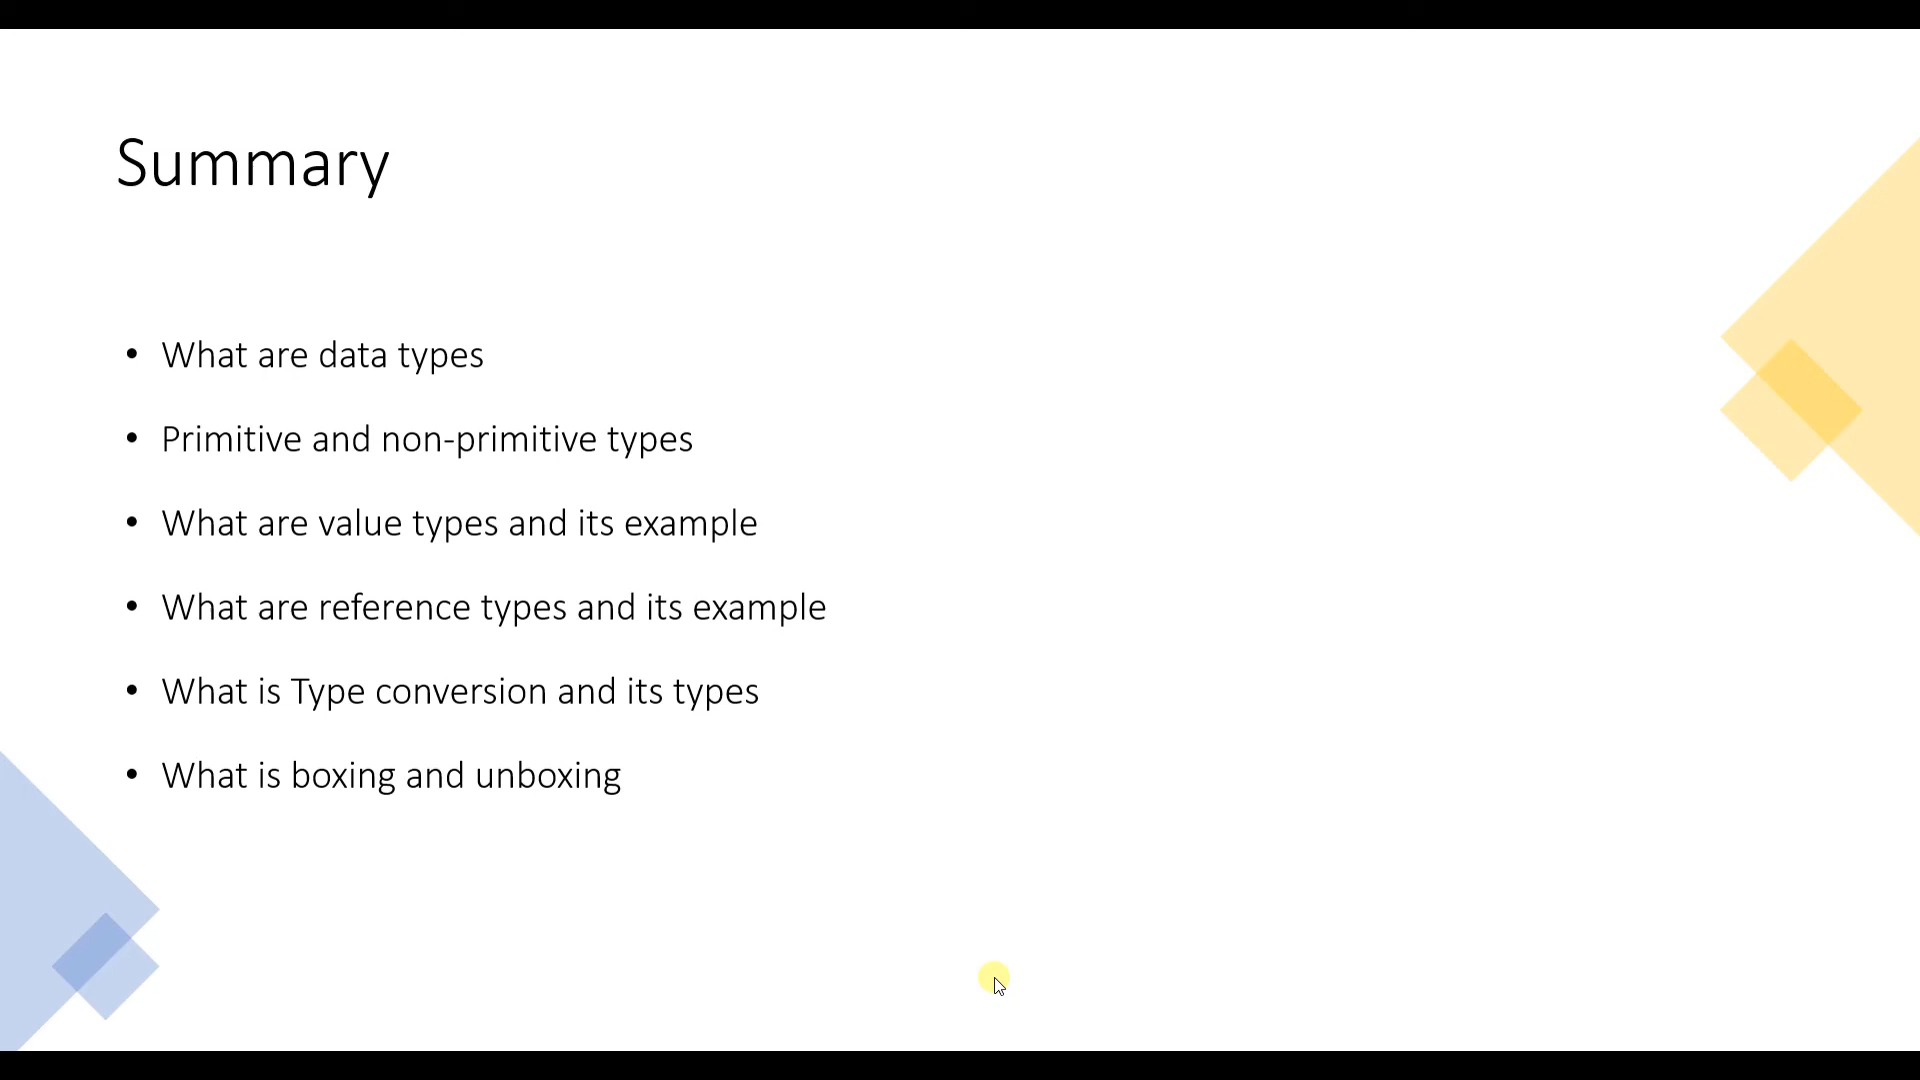 Summary
• What are data types
• Primitive and non-primitive types
• What are value types and its example
• What are reference types and its example
• What is Type conversion and its types
• What is boxing and unboxing